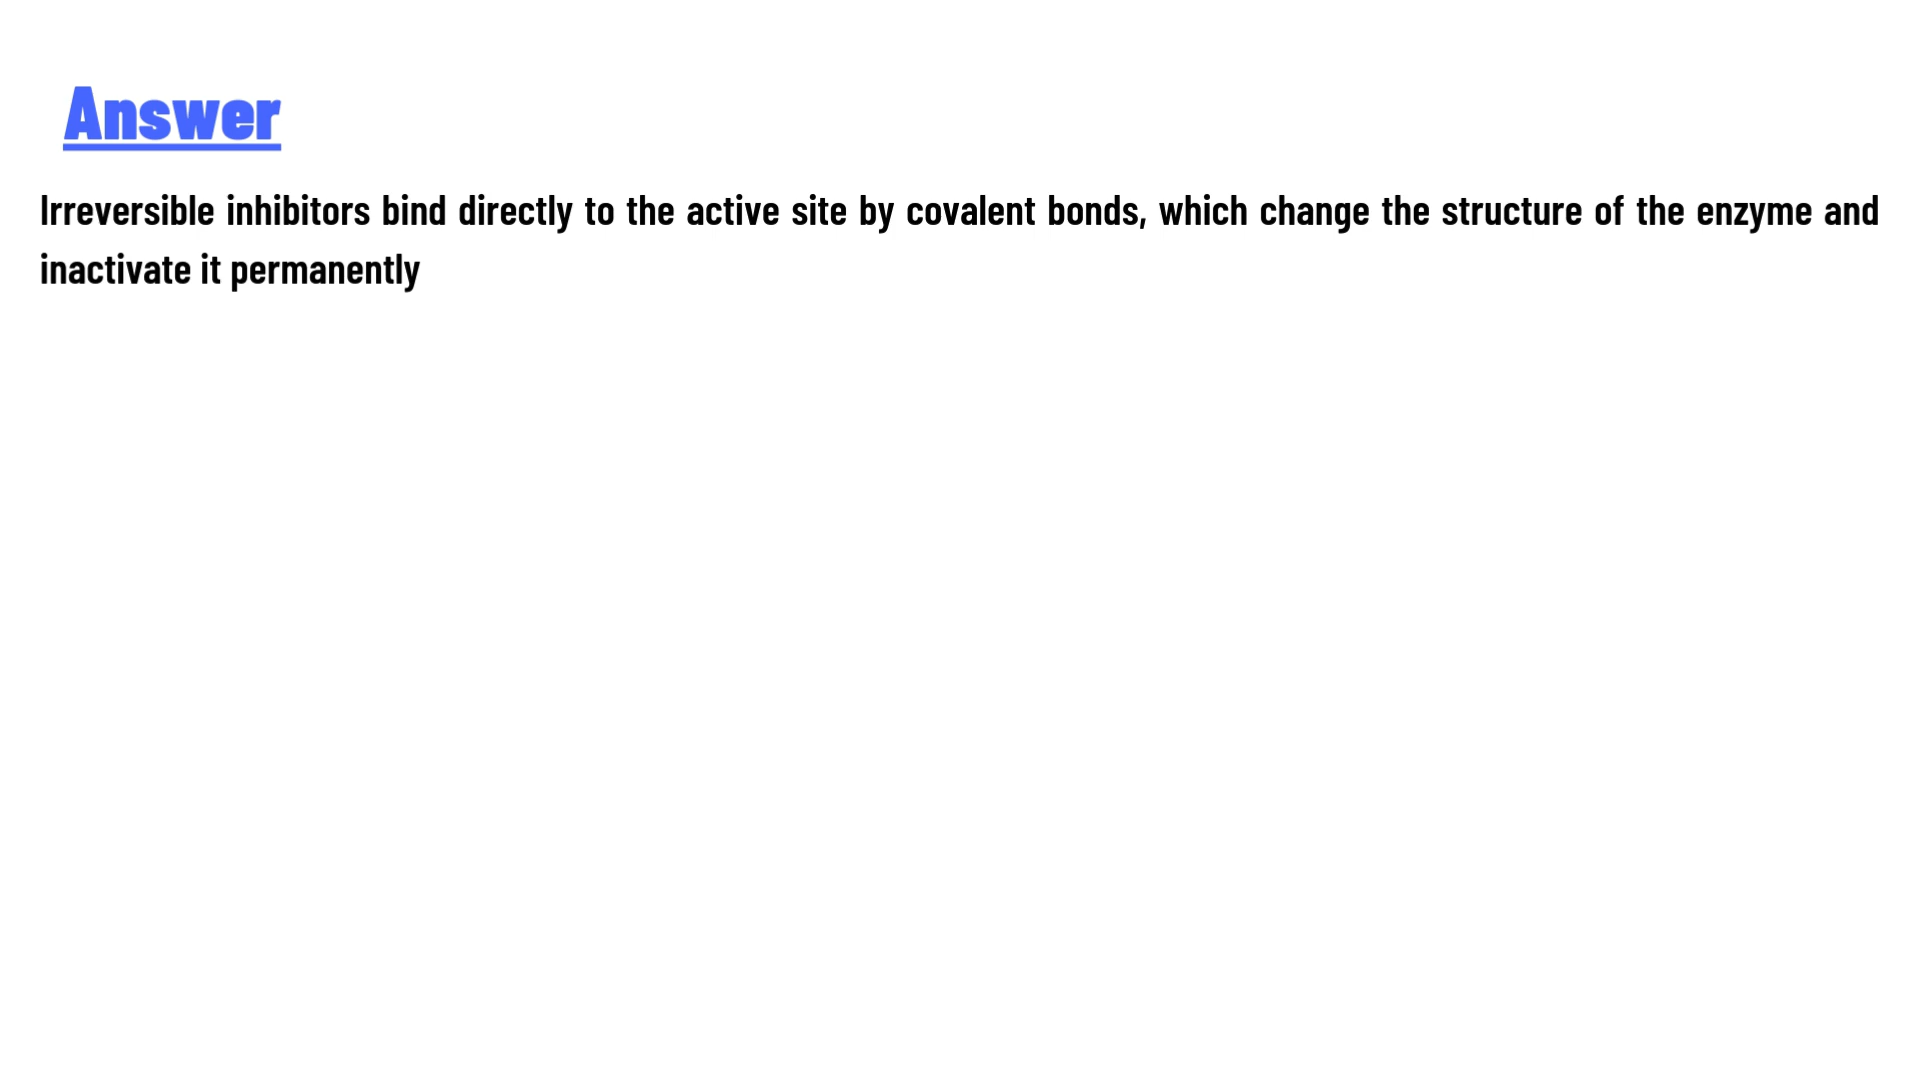 Answer
Irreversible inhibitors bind directly to the active site by covalent bonds, which change the structure of the enzyme and
inactivate it permanently